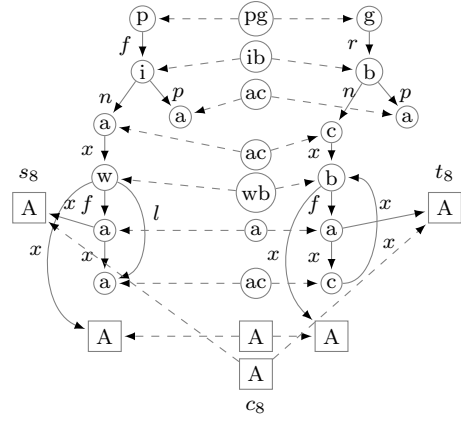 p pg g
f r
i ib b
n p ac n p
a a a
a ac c
x x
w wb b
s8 t8
A x f l f x A
a a a
x x x x x
a ac c
A A A
A
c8